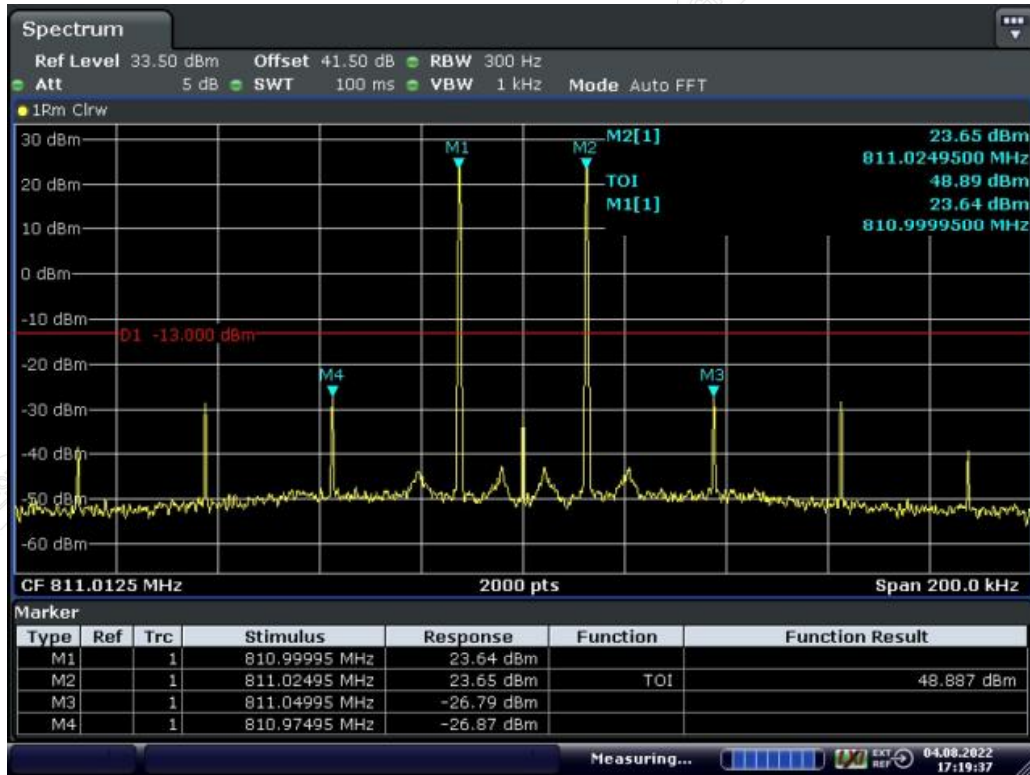 Spectrum
Ref Level 33.50 dBm Offset 41.50 dB RBW 300 Hz
Att 5 dB SWT 100 ms VBW 1 kHz Mode Auto FFT
1Rm Clrw
30 dBm
M1
M2
M2[1] 23.65 dBm
811.0249500 MHz
20 dBm
TOI 48.89 dBm
M1[1] 23.64 dBm
10 dBm
810.9999500 MHz
0 dBm
-10 dBm
D1 -13.000 dBm
-20 dBm
M4
M3
-30 dBm
-40 dBm
-50 dBm
-60 dBm
CF 811.0125 MHz 2000 pts Span 200.0 kHz
Marker
Type Ref Trc Stimulus Response Function Function Result
M1 1 810.99995 MHz 23.64 dBm
M2 1 811.02495 MHz 23.65 dBm TOI 48.887 dBm
M3 1 811.04995 MHz -26.79 dBm
M4 1 810.97495 MHz -26.87 dBm
Measuring... LXI EXT REF 04.08.2022
17:19:37